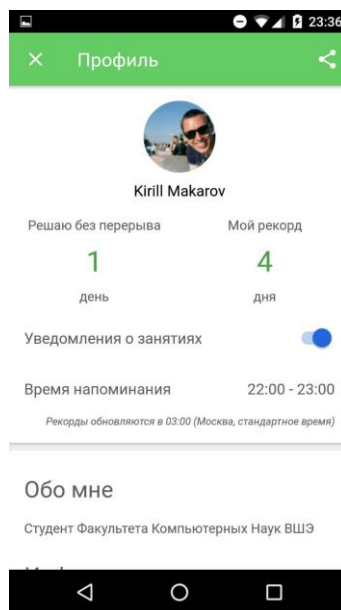 23:36
Профиль
Kirill Makarov
Решаю без перерыва Мой рекорд
1 4
день дня
Уведомления о занятиях
Время напоминания 22:00 - 23:00
Рекорды обновляются в 03:00 (Москва, стандартное время)
Обо мне
Студент Факультета Компьютерных Наук ВШЭ